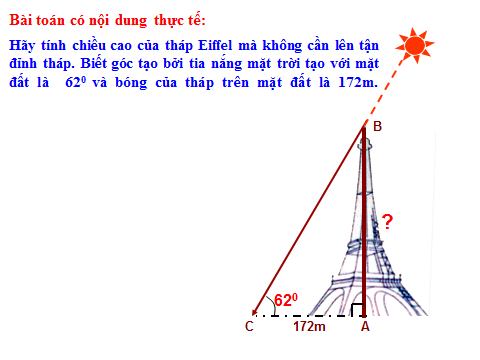 Bài toán có nội dung thực tế:
Hãy tính chiều cao của tháp Eiffel mà không cần lên tận
đỉnh tháp. Biết góc tạo bởi tia nắng mặt trời tạo với mặt
đất là 62⁰ và bóng của tháp trên mặt đất là 172m.
B
?
62⁰
C 172m A